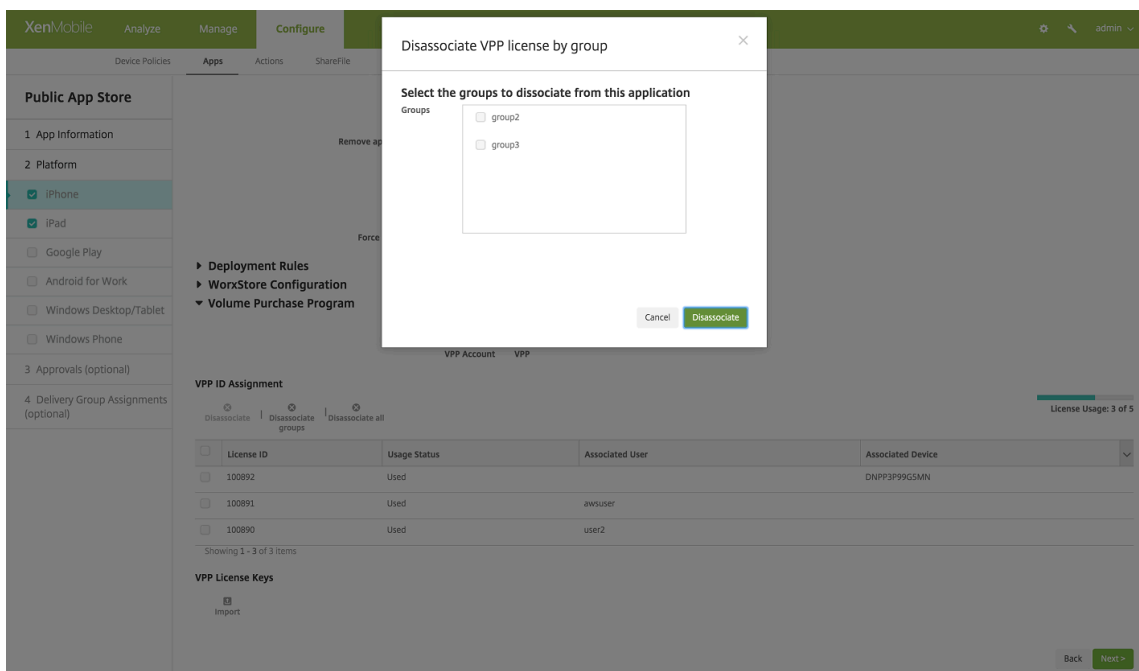 XenMobile Analyze Manage Configure admin
Device Policies Apps Actions ShareFile
Disassociate VPP license by group
Select the groups to dissociate from this application
Groups
group2
group3
Cancel Disassociate
Public App Store
1 App Information
2 Platform
iPhone
iPad
Google Play
Android for Work
Windows Desktop/Tablet
Windows Phone
3 Approvals (optional)
4 Delivery Group Assignments
(optional)
Remove ap
Force
Deployment Rules
WorxStore Configuration
Volume Purchase Program
VPP Account VPP
VPP ID Assignment
Disassociate | Disassociate | Disassociate all
groups
License Usage: 3 of 5
License ID Usage Status Associated User Associated Device
100892 Used DNPP3P99G5MN
100891 Used awsuser
100890 Used user2
Showing 1 - 3 of 3 items
VPP License Keys
Import
Back Next >